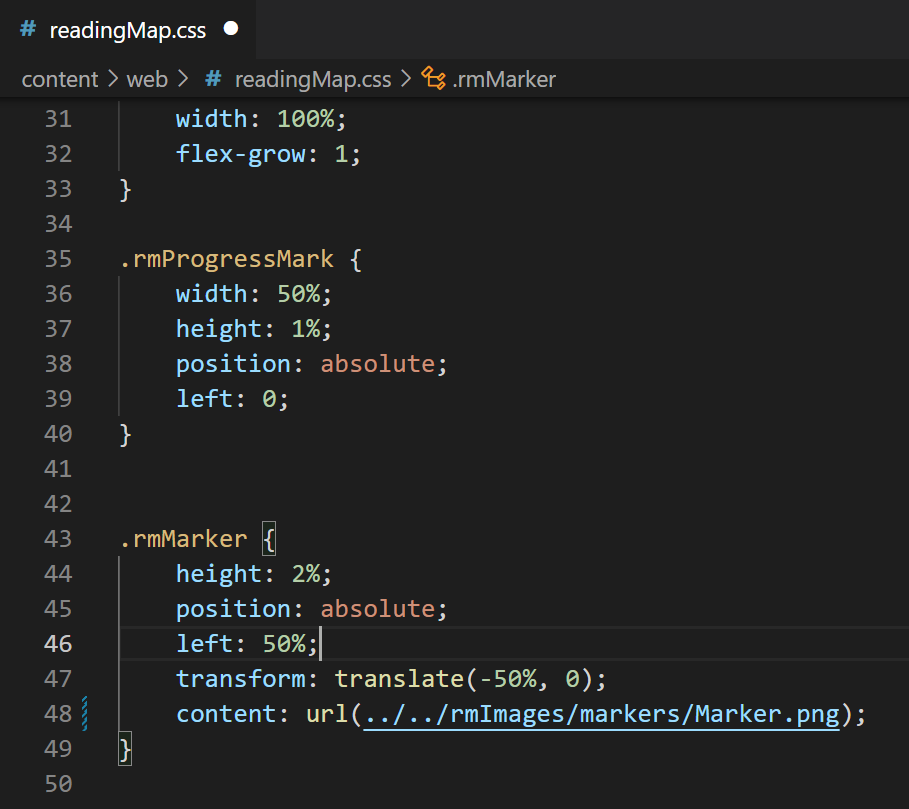 # readingMap.css ●
content > web > # readingMap.css > .rmMarker
31 width: 100%;
32 flex-grow: 1;
33 }
34
35 .rmProgressMark {
36 width: 50%;
37 height: 1%;
38 position: absolute;
39 left: 0;
40 }
41
42
43 .rmMarker {
44 height: 2%;
45 position: absolute;
46 left: 50%;
47 transform: translate(-50%, 0);
48 content: url(../../rmImages/markers/Marker.png);
49 }
50